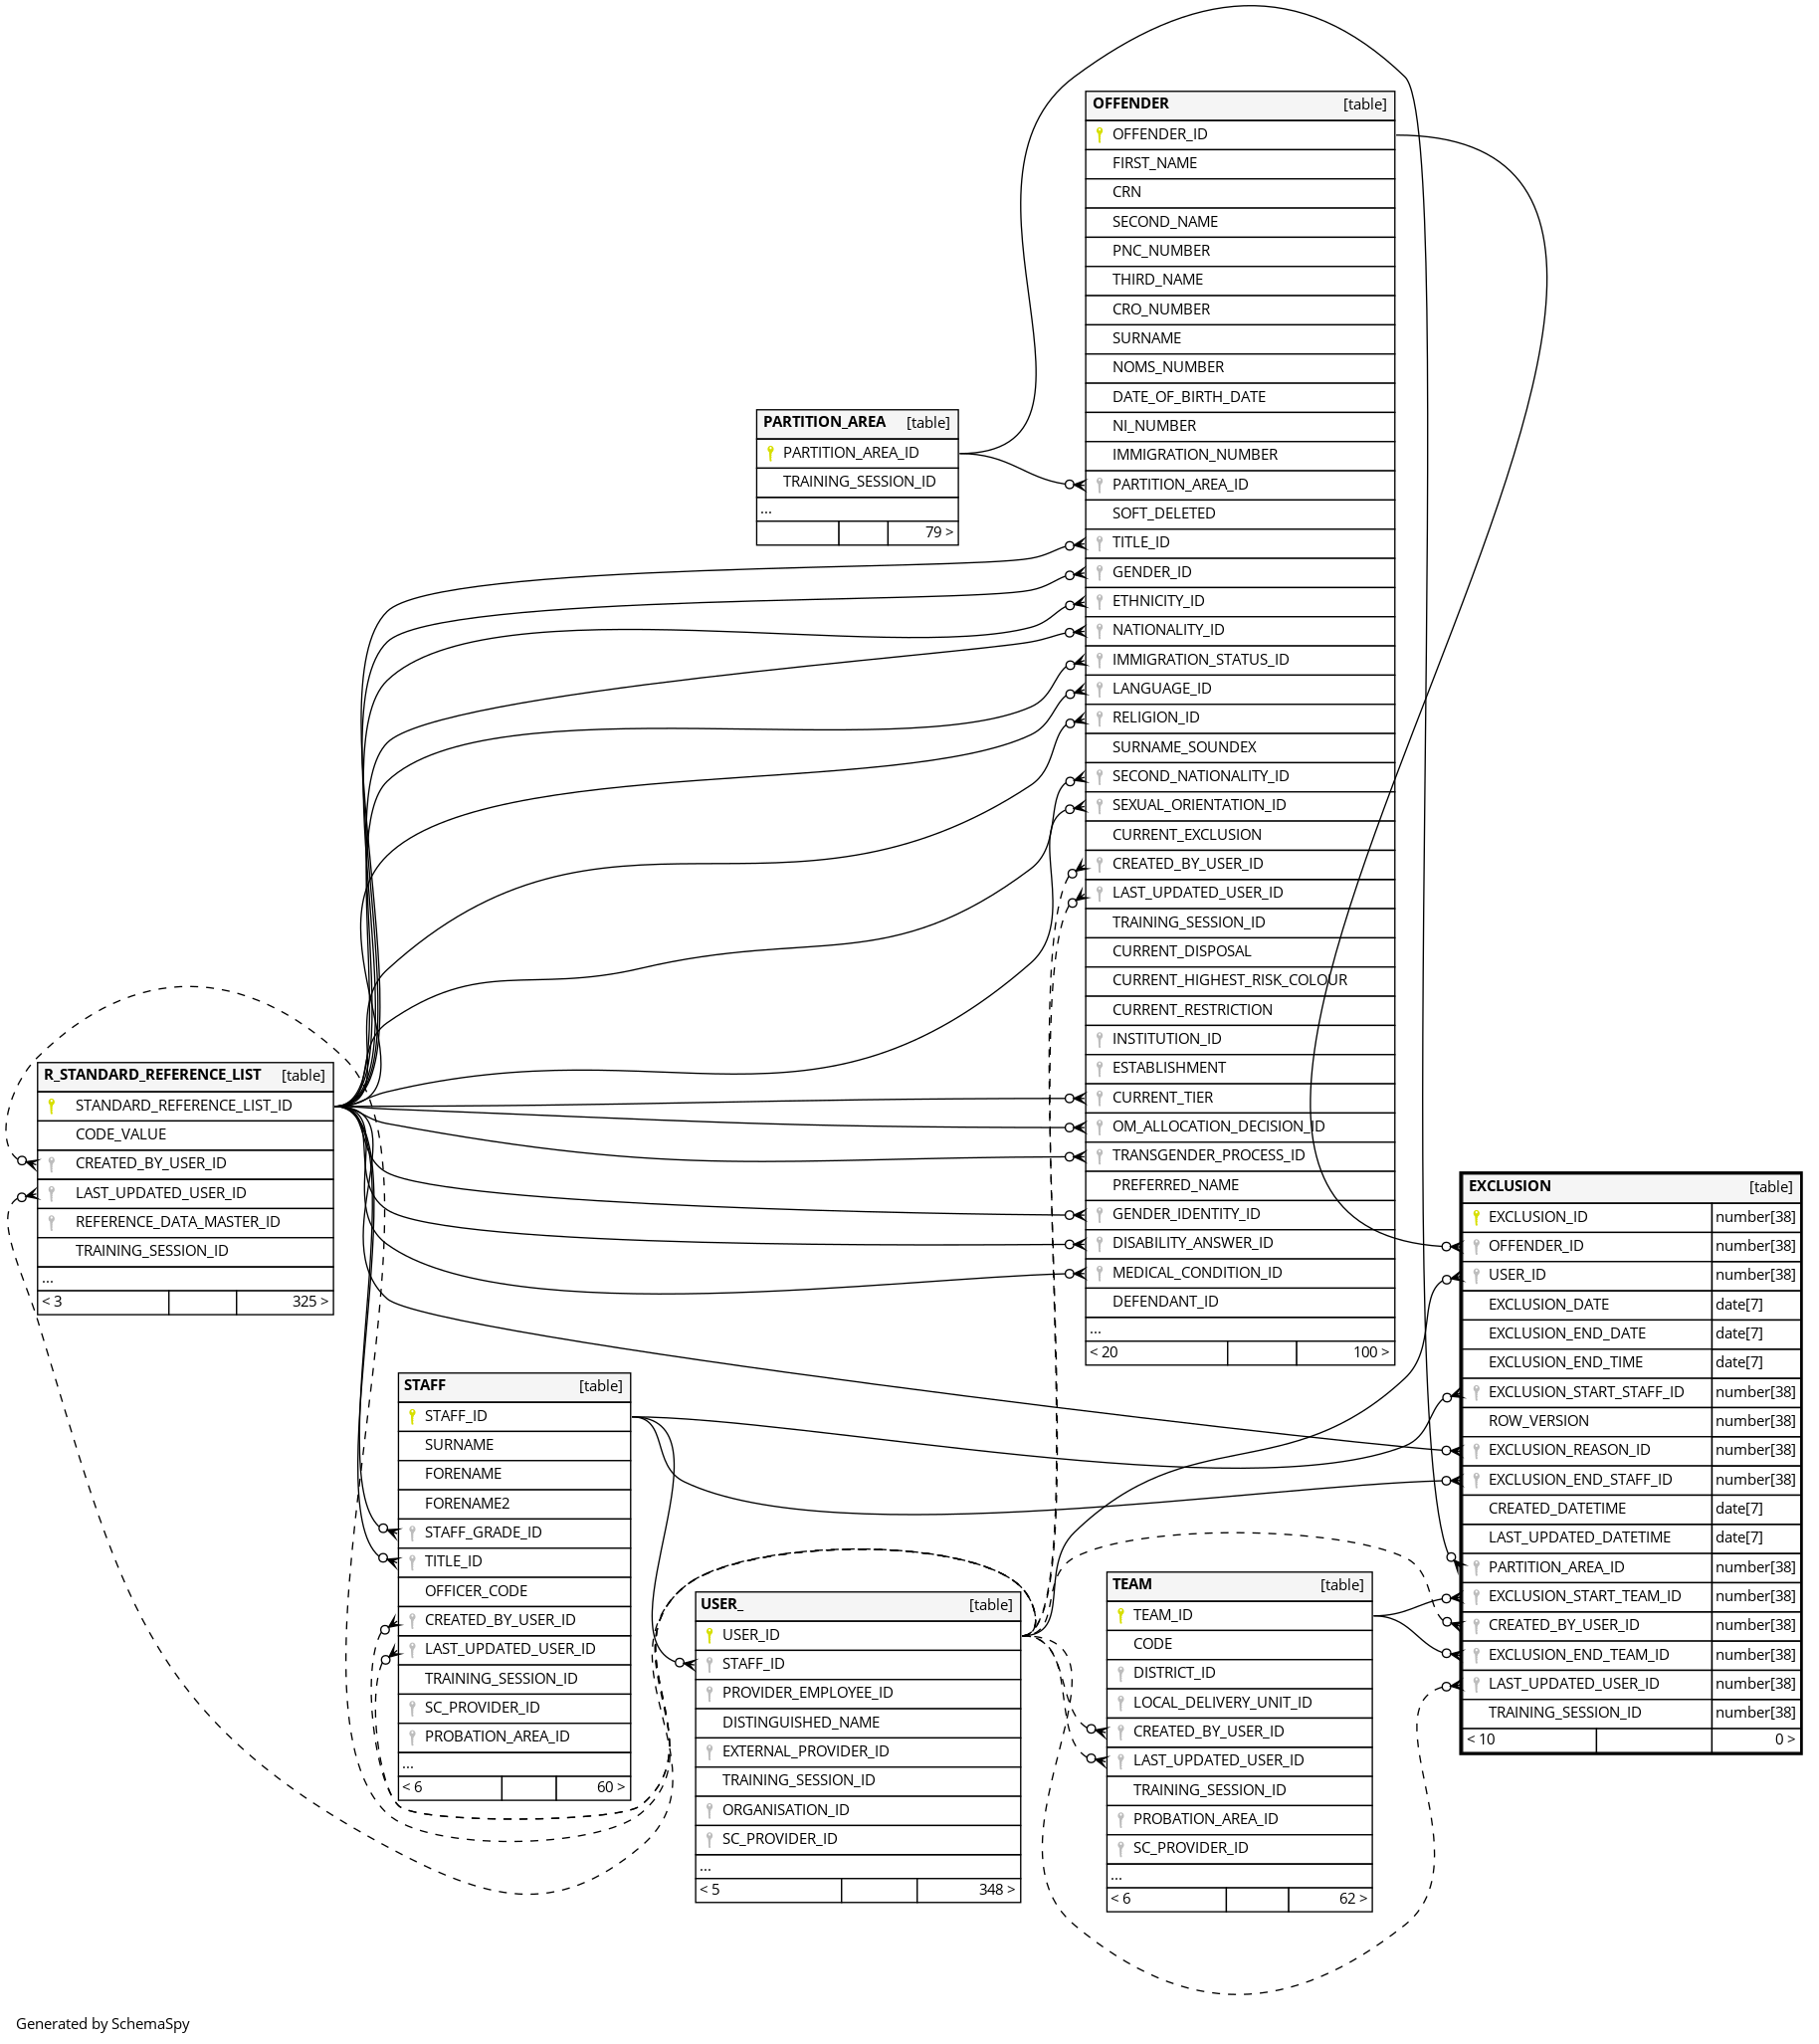 OFFENDER [table]
OFFENDER_ID
FIRST_NAME
CRN
SECOND_NAME
PNC_NUMBER
THIRD_NAME
CRO_NUMBER
SURNAME
NOMS_NUMBER
DATE_OF_BIRTH_DATE
NI_NUMBER
IMMIGRATION_NUMBER
PARTITION_AREA_ID
SOFT_DELETED
TITLE_ID
GENDER_ID
ETHNICITY_ID
NATIONALITY_ID
IMMIGRATION_STATUS_ID
LANGUAGE_ID
RELIGION_ID
SURNAME_SOUNDEX
SECOND_NATIONALITY_ID
SEXUAL_ORIENTATION_ID
CURRENT_EXCLUSION
CREATED_BY_USER_ID
LAST_UPDATED_USER_ID
TRAINING_SESSION_ID
CURRENT_DISPOSAL
CURRENT_HIGHEST_RISK_COLOUR
CURRENT_RESTRICTION
INSTITUTION_ID
ESTABLISHMENT
CURRENT_TIER
OM_ALLOCATION_DECISION_ID
TRANSGENDER_PROCESS_ID
PREFERRED_NAME
GENDER_IDENTITY_ID
DISABILITY_ANSWER_ID
MEDICAL_CONDITION_ID
DEFENDANT_ID
...
< 20 100 >
PARTITION_AREA [table]
PARTITION_AREA_ID
TRAINING_SESSION_ID
...
79 >
R_STANDARD_REFERENCE_LIST [table]
STANDARD_REFERENCE_LIST_ID
CODE_VALUE
CREATED_BY_USER_ID
LAST_UPDATED_USER_ID
REFERENCE_DATA_MASTER_ID
TRAINING_SESSION_ID
...
< 3 325 >
EXCLUSION [table]
EXCLUSION_ID number[38]
OFFENDER_ID number[38]
USER_ID number[38]
EXCLUSION_DATE date[7]
EXCLUSION_END_DATE date[7]
EXCLUSION_END_TIME date[7]
EXCLUSION_START_STAFF_ID number[38]
ROW_VERSION number[38]
EXCLUSION_REASON_ID number[38]
EXCLUSION_END_STAFF_ID number[38]
CREATED_DATETIME date[7]
LAST_UPDATED_DATETIME date[7]
PARTITION_AREA_ID number[38]
EXCLUSION_START_TEAM_ID number[38]
CREATED_BY_USER_ID number[38]
EXCLUSION_END_TEAM_ID number[38]
LAST_UPDATED_USER_ID number[38]
TRAINING_SESSION_ID number[38]
< 10 0 >
STAFF [table]
STAFF_ID
SURNAME
FORENAME
FORENAME2
STAFF_GRADE_ID
TITLE_ID
OFFICER_CODE
CREATED_BY_USER_ID
LAST_UPDATED_USER_ID
TRAINING_SESSION_ID
SC_PROVIDER_ID
PROBATION_AREA_ID
...
< 6 60 >
USER_ [table]
USER_ID
STAFF_ID
PROVIDER_EMPLOYEE_ID
DISTINGUISHED_NAME
EXTERNAL_PROVIDER_ID
TRAINING_SESSION_ID
ORGANISATION_ID
SC_PROVIDER_ID
...
< 5 348 >
TEAM [table]
TEAM_ID
CODE
DISTRICT_ID
LOCAL_DELIVERY_UNIT_ID
CREATED_BY_USER_ID
LAST_UPDATED_USER_ID
TRAINING_SESSION_ID
PROBATION_AREA_ID
SC_PROVIDER_ID
...
< 6 62 >
Generated by SchemaSpy